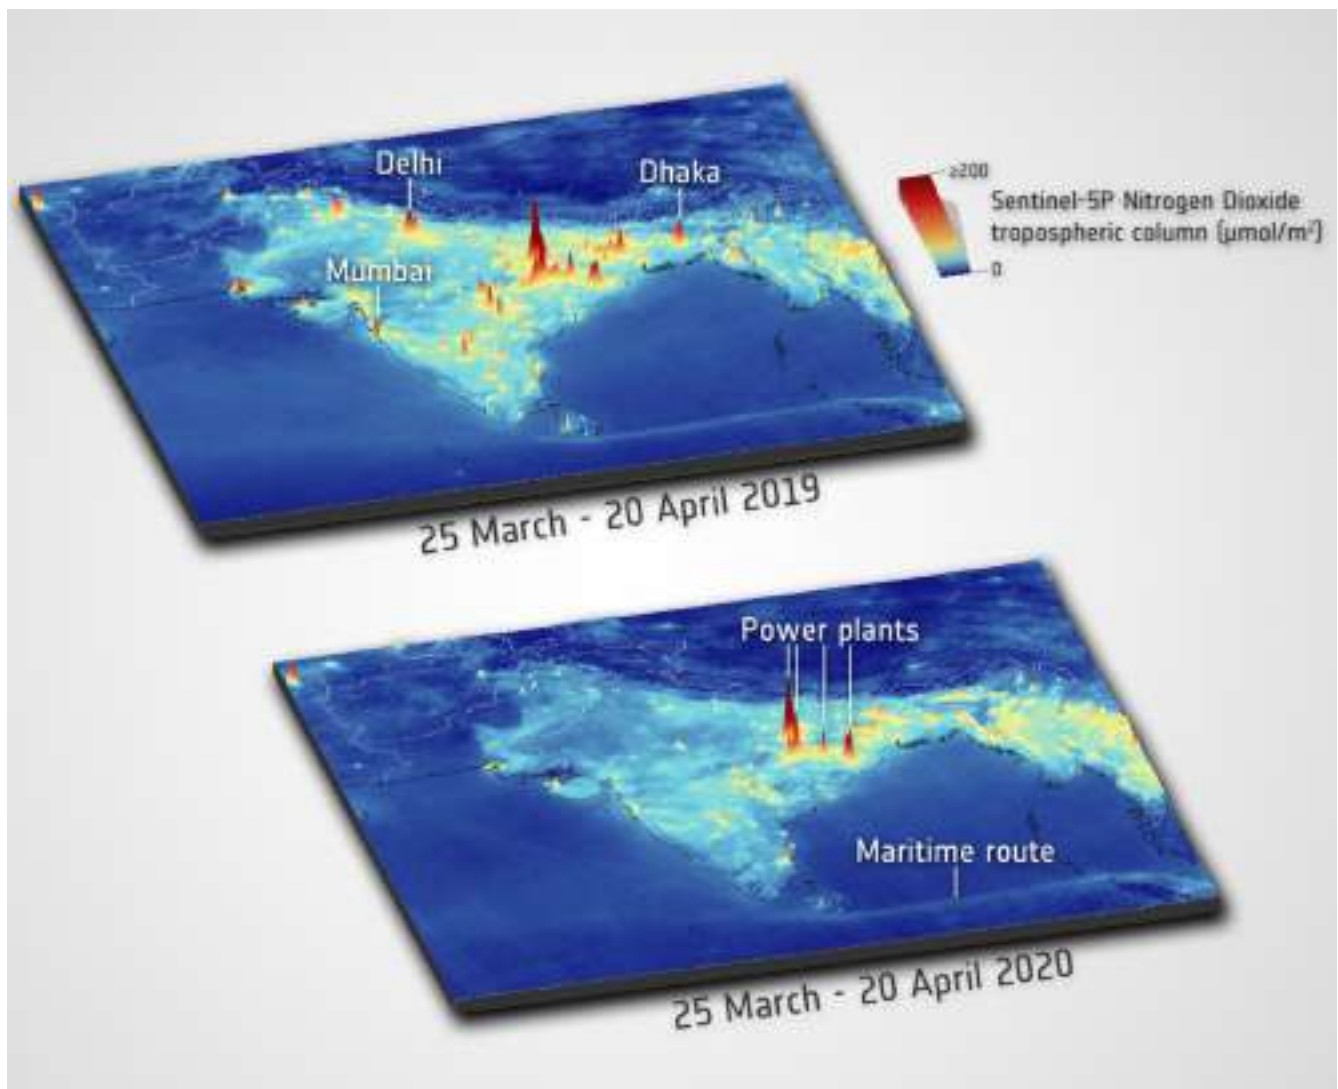 Delhi
Dhaka
Mumbai
≥200
Sentinel-5P Nitrogen Dioxide
tropospheric column (µmol/m²)
0
25 March - 20 April 2019
Power plants
Maritime route
25 March - 20 April 2020